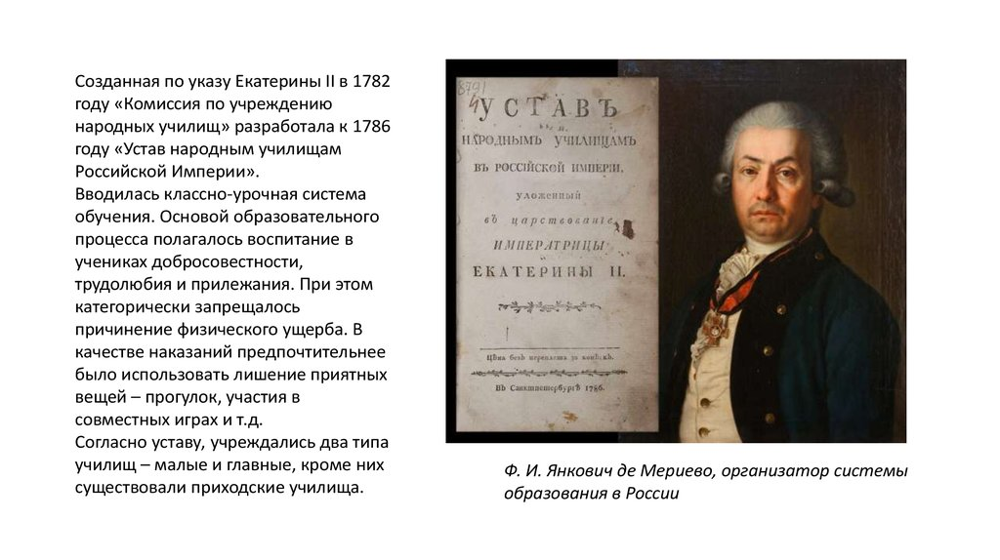 Созданная по указу Екатерины II в 1782
году «Комиссия по учреждению
народных училищ» разработала к 1786
году «Устав народным училищам
Российской Империи».
Вводилась классно-урочная система
обучения. Основой образовательного
процесса полагалось воспитание в
учениках добросовестности,
трудолюбия и прилежания. При этом
категорически запрещалось
причинение физического ущерба. В
качестве наказаний предпочтительнее
было использовать лишение приятных
вещей – прогулок, участия в
совместных играх и т.д.
Согласно уставу, учреждались два типа
училищ – малые и главные, кроме них
существовали приходские училища.
УСТАВЪ
НАРОДНЫМЪ УЧИЛИЩАМЪ
ВЪ РОССІЙСКОЙ ИМПЕРІИ,
уложенный
въ царствованіе
ИМПЕРАТРИЦЫ
ЕКАТЕРИНЫ II.
Цѣна безъ переплета
Въ Санктпетербургѣ 1786.
Ф. И. Янкович де Мериево, организатор системы
образования в России